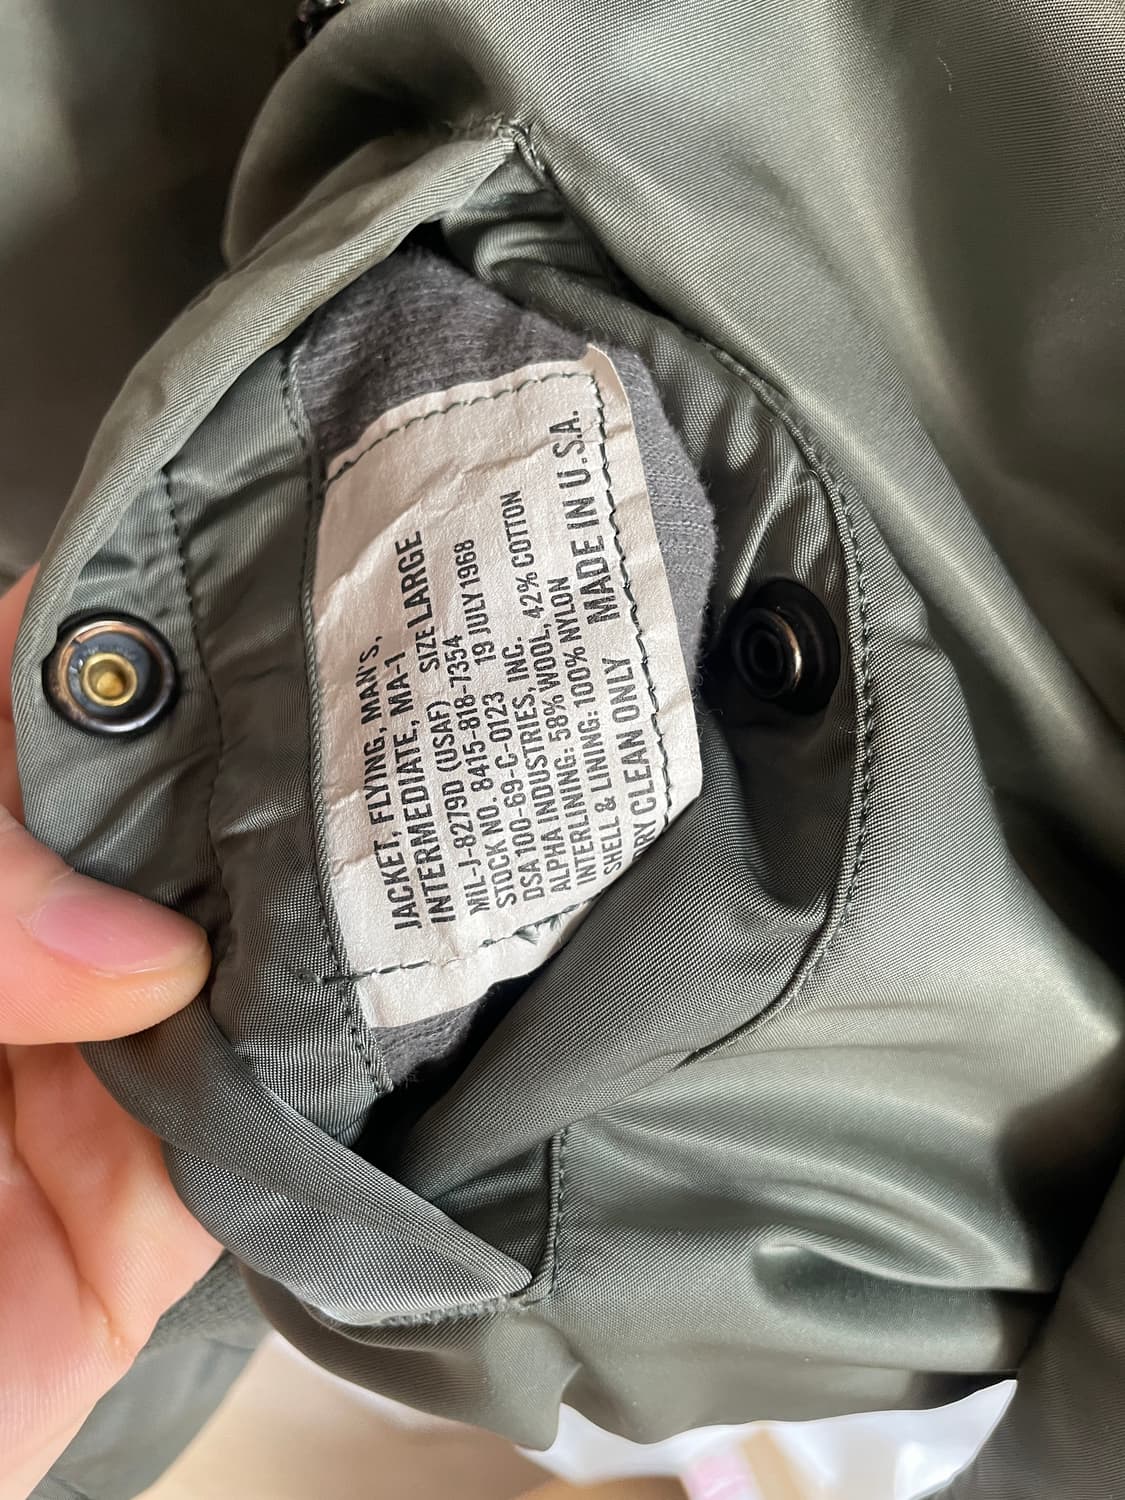 JACKET, FLYING, MAN'S,
INTERMEDIATE, MA-1
MIL-J-8279D (USAF) SIZE LARGE
STOCK NO. 8415-818-7354
DSA 100-69-C-0123 19 JULY 1968
ALPHA INDUSTRIES, INC.
INTERLINING: 58% WOOL, 42% COTTON
SHELL & LINING: 100% NYLON
DRY CLEAN ONLY MADE IN U.S.A.